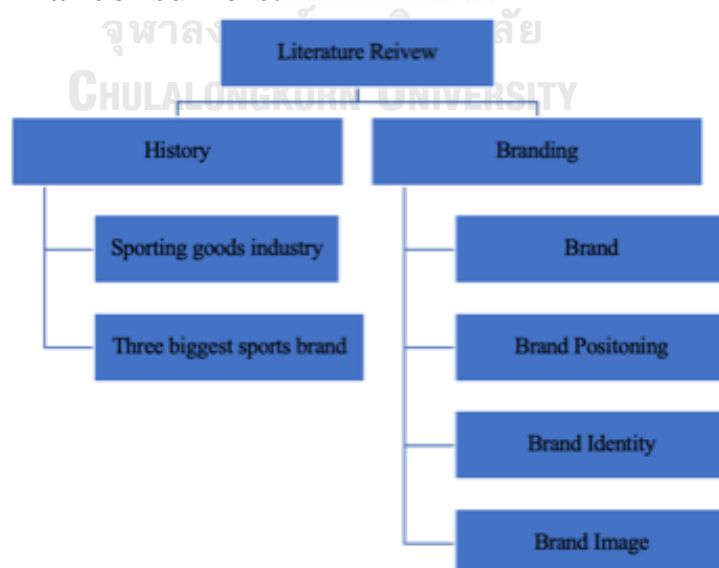 จุฬาลง
ลัย
Literature Reivew
CHULALONGKORN UNIVERSITY
History
Branding
Sporting goods industry
Brand
Three biggest sports brand
Brand Positoning
Brand Identity
Brand Image